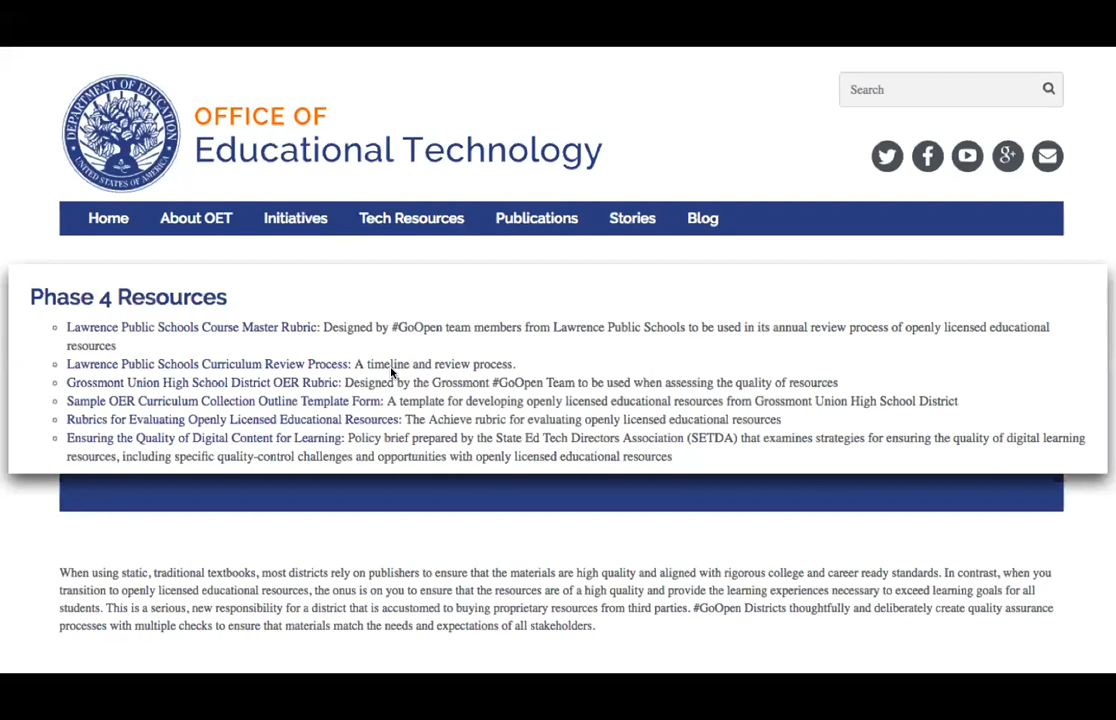 DEPARTMENT OF EDUCATION
UNITED STATES OF AMERICA
OFFICE OF
Educational Technology
Search
Home About OET Initiatives Tech Resources Publications Stories Blog
Phase 4 Resources
Lawrence Public Schools Course Master Rubric: Designed by #GoOpen team members from Lawrence Public Schools to be used in its annual review process of openly licensed educational
resources
Lawrence Public Schools Curriculum Review Process: A timeline and review process.
Grossmont Union High School District OER Rubric: Designed by the Grossmont #GoOpen Team to be used when assessing the quality of resources
Sample OER Curriculum Collection Outline Template Form: A template for developing openly licensed educational resources from Grossmont Union High School District
Rubrics for Evaluating Openly Licensed Educational Resources: The Achieve rubric for evaluating openly licensed educational resources
Ensuring the Quality of Digital Content for Learning: Policy brief prepared by the State Ed Tech Directors Association (SETDA) that examines strategies for ensuring the quality of digital learning
resources, including specific quality-control challenges and opportunities with openly licensed educational resources
When using static, traditional textbooks, most districts rely on publishers to ensure that the materials are high quality and aligned with rigorous college and career ready standards. In contrast, when you
transition to openly licensed educational resources, the onus is on you to ensure that the resources are of a high quality and provide the learning experiences necessary to exceed learning goals for all
students. This is a serious, new responsibility for a district that is accustomed to buying proprietary resources from third parties. #GoOpen Districts thoughtfully and deliberately create quality assurance
processes with multiple checks to ensure that materials match the needs and expectations of all stakeholders.